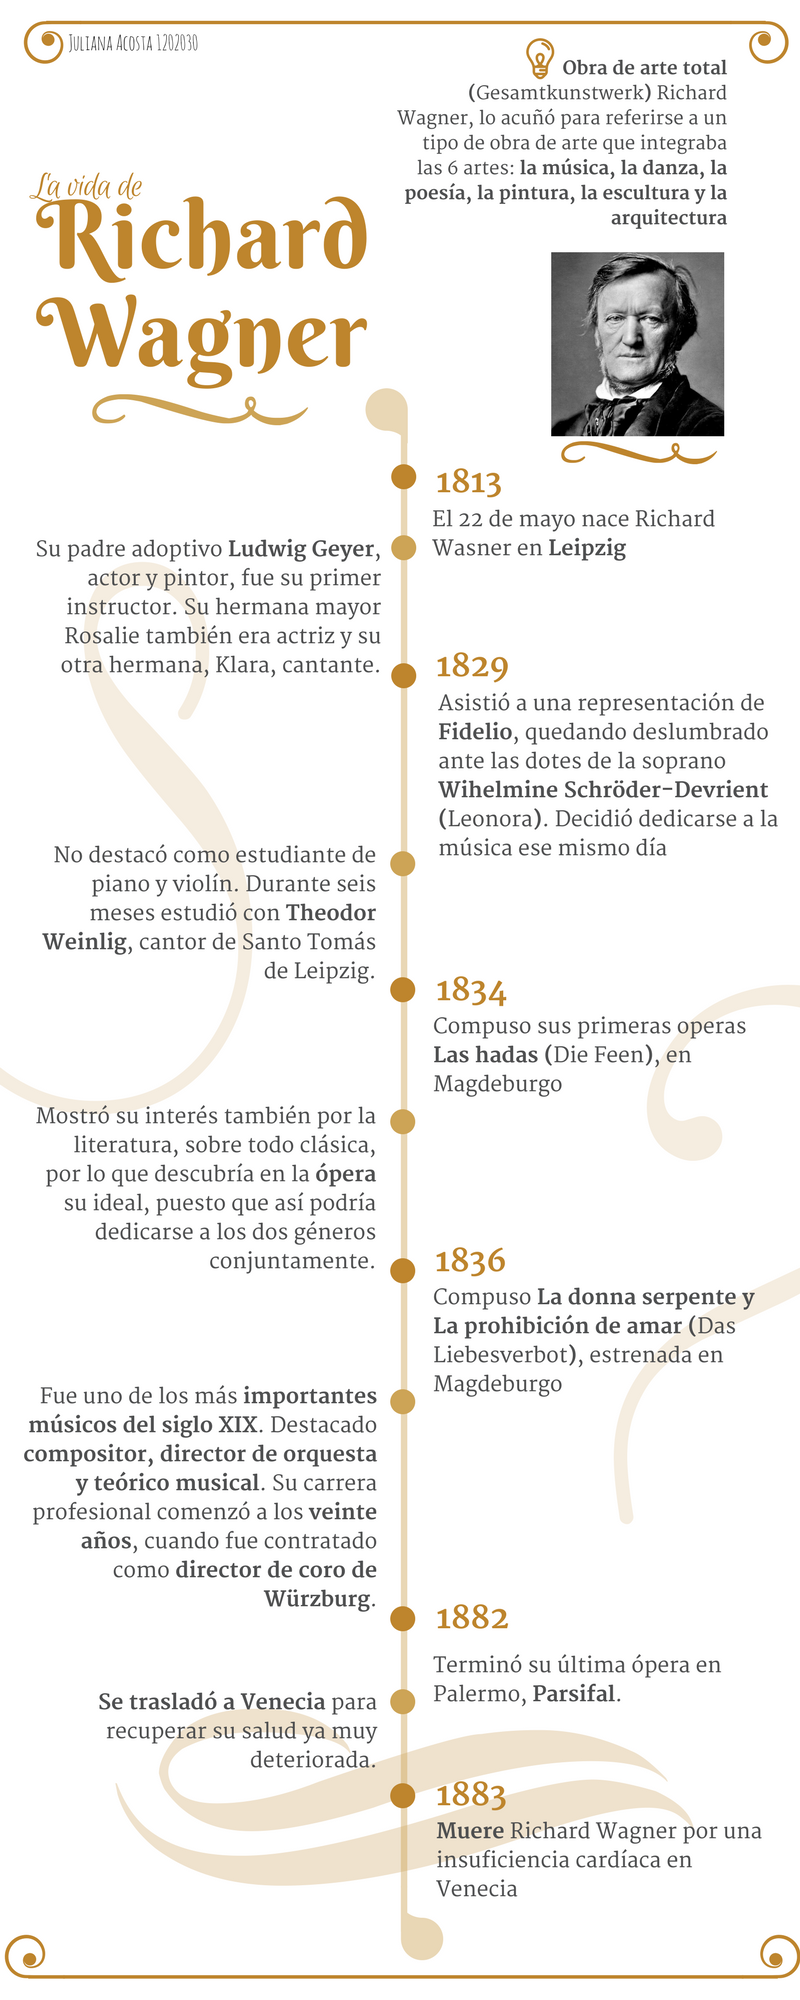 Juliana Acosta 1202030
Obra de arte total
(Gesamtkunstwerk) Richard
Wagner, lo acuñó para referirse a un
tipo de obra de arte que integraba
las 6 artes: la música, la danza, la
poesía, la pintura, la escultura y la
arquitectura
La vida de
Richard
Wagner
1813
El 22 de mayo nace Richard
Wasner en Leipzig
Su padre adoptivo Ludwig Geyer,
actor y pintor, fue su primer
instructor. Su hermana mayor
Rosalie también era actriz y su
otra hermana, Klara, cantante.
1829
Asistió a una representación de
Fidelio, quedando deslumbrado
ante las dotes de la soprano
Wihelmine Schröder-Devrient
(Leonora). Decidió dedicarse a la
música ese mismo día
No destacó como estudiante de
piano y violín. Durante seis
meses estudió con Theodor
Weinlig, cantor de Santo Tomás
de Leipzig.
1834
Compuso sus primeras operas
Las hadas (Die Feen), en
Magdeburgo
Mostró su interés también por la
literatura, sobre todo clásica,
por lo que descubría en la ópera
su ideal, puesto que así podría
dedicarse a los dos géneros
conjuntamente.
1836
Compuso La donna serpente y
La prohibición de amar (Das
Liebesverbot), estrenada en
Magdeburgo
Fue uno de los más importantes
músicos del siglo XIX. Destacado
compositor, director de orquesta
y teórico musical. Su carrera
profesional comenzó a los veinte
años, cuando fue contratado
como director de coro de
Würzburg.
1882
Terminó su última ópera en
Palermo, Parsifal.
Se trasladó a Venecia para
recuperar su salud ya muy
deteriorada.
1883
Muere Richard Wagner por una
insuficiencia cardíaca en
Venecia